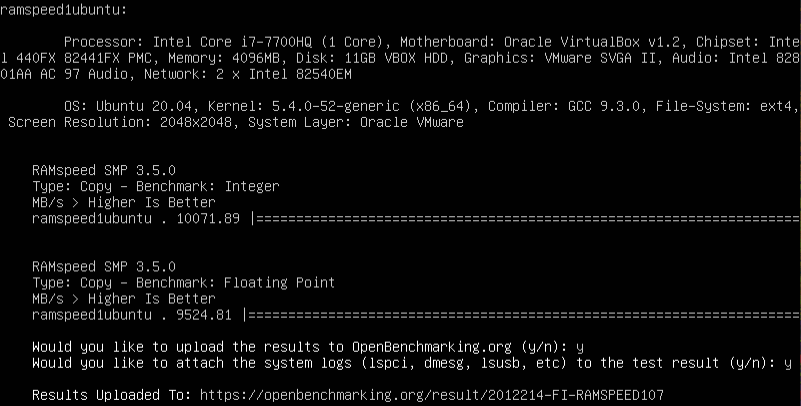 ramspeed1ubuntu:
Processor: Intel Core i7-7700HQ (1 Core), Motherboard: Oracle VirtualBox v1.2, Chipset: Inte
l 440FX 82441FX PMC, Memory: 4096MB, Disk: 11GB VBOX HDD, Graphics: VMware SVGA II, Audio: Intel 828
01AA AC 97 Audio, Network: 2 x Intel 82540EM
OS: Ubuntu 20.04, Kernel: 5.4.0-52-generic (x86_64), Compiler: GCC 9.3.0, File-System: ext4,
Screen Resolution: 2048x2048, System Layer: Oracle VMware
RAMspeed SMP 3.5.0
Type: Copy - Benchmark: Integer
MB/s > Higher Is Better
ramspeed1ubuntu . 10071.89 |=====================================================================
RAMspeed SMP 3.5.0
Type: Copy - Benchmark: Floating Point
MB/s > Higher Is Better
ramspeed1ubuntu . 9524.81 |======================================================================
Would you like to upload the results to OpenBenchmarking.org (y/n): y
Would you like to attach the system logs (lspci, dmesg, lsusb, etc) to the test result (y/n): y
Results Uploaded To: https://openbenchmarking.org/result/2012214-FI-RAMSPEED107